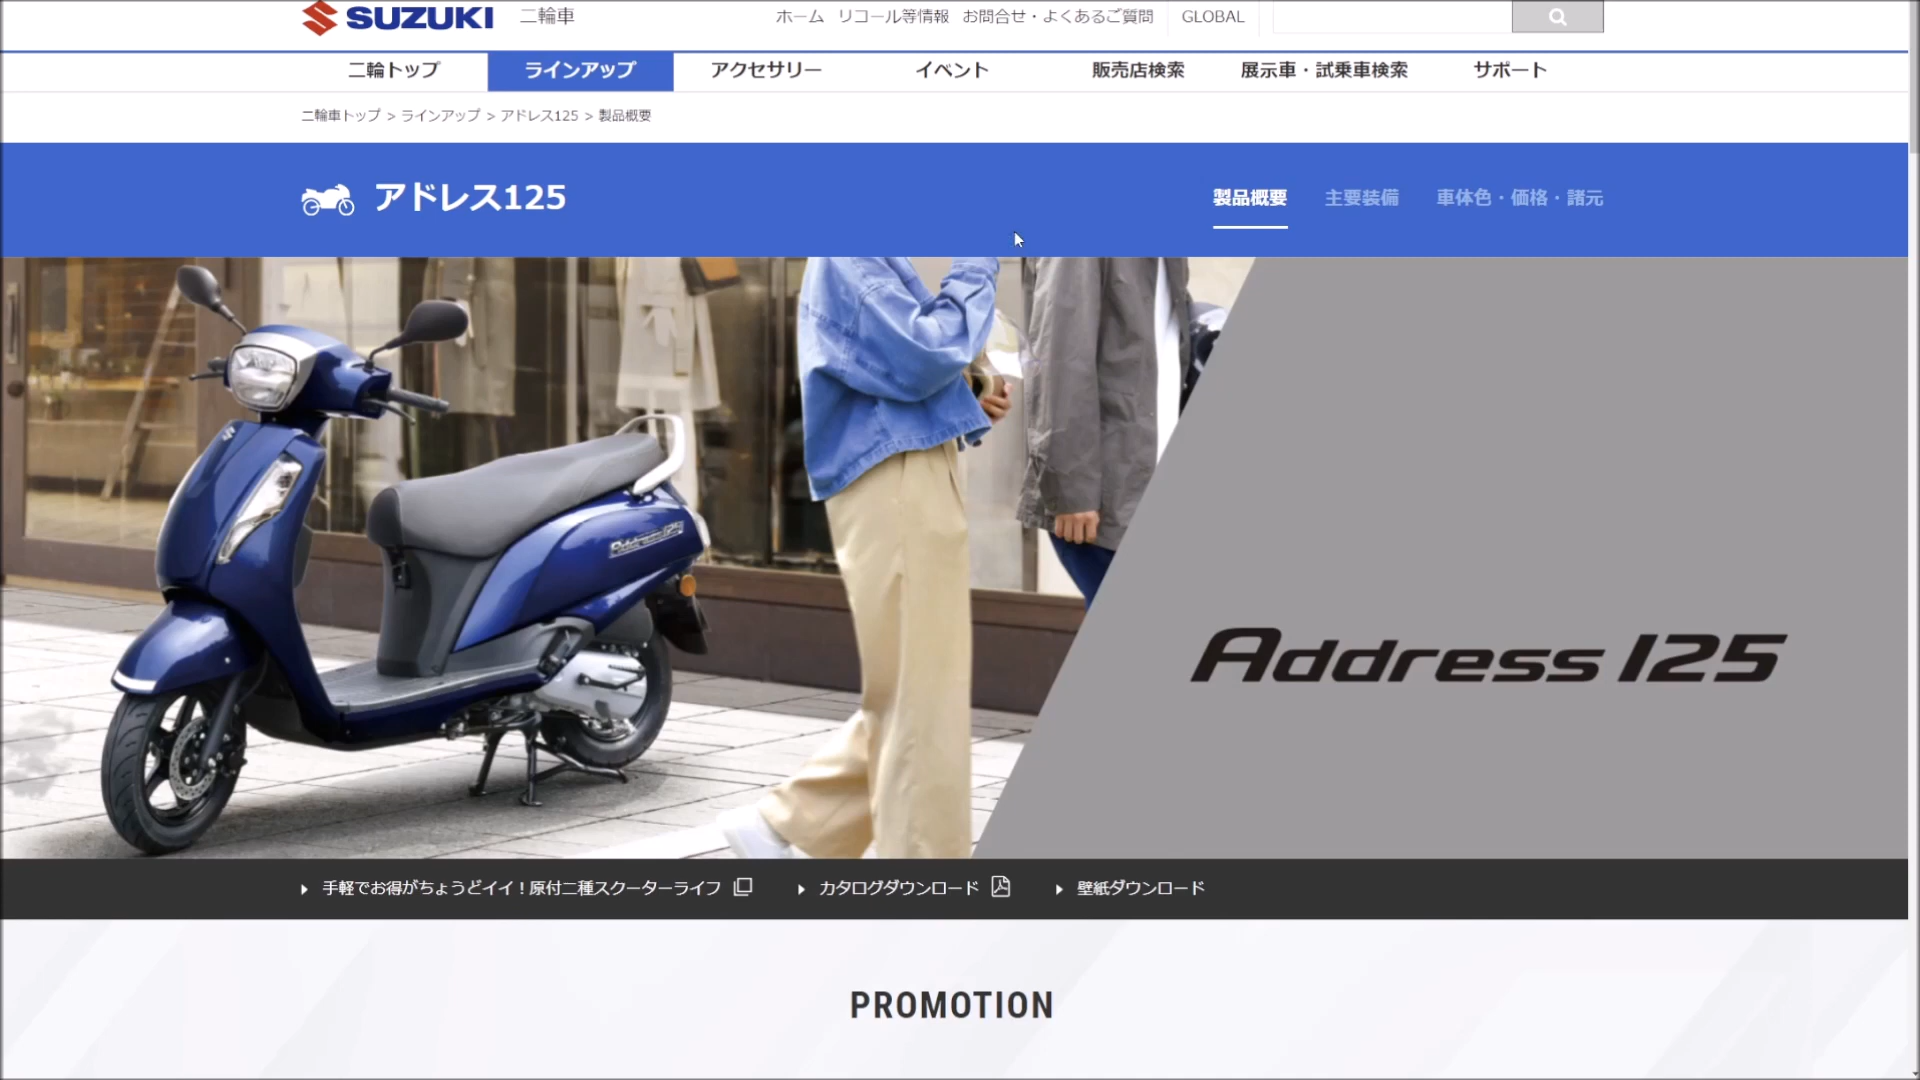 SUZUKI 二輪車 ホーム リコール等情報 お問合せ・よくあるご質問 GLOBAL
二輪トップ ラインアップ アクセサリー イベント 販売店検索 展示車・試乗車検索 サポート
二輪車トップ > ラインアップ > アドレス125 > 製品概要
アドレス125 製品概要 主要装備 車体色・価格・諸元
Address 125
Address 125
手軽でお得がちょうどイイ！原付二種スクーターライフ カタログダウンロード 壁紙ダウンロード
PROMOTION